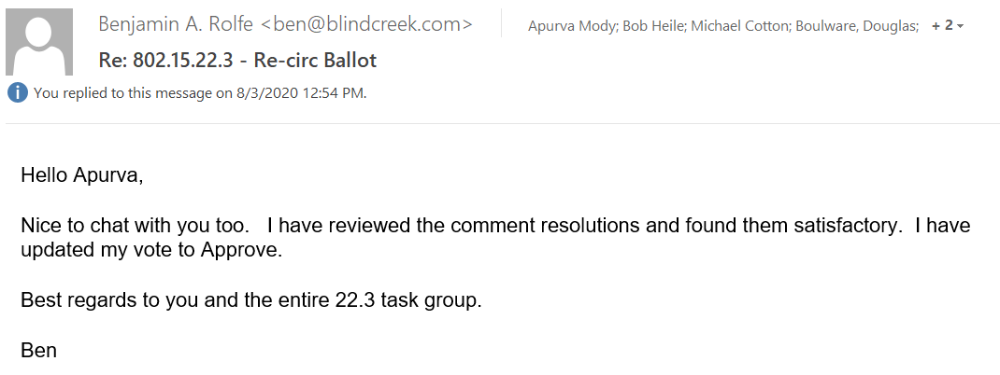 Benjamin A. Rolfe <ben@blindcreek.com>
Apurva Mody; Bob Heile; Michael Cotton; Boulware, Douglas; + 2
Re: 802.15.22.3 - Re-circ Ballot
i You replied to this message on 8/3/2020 12:54 PM.
Hello Apurva,
Nice to chat with you too.   I have reviewed the comment resolutions and found them satisfactory.  I have
updated my vote to Approve.
Best regards to you and the entire 22.3 task group.
Ben